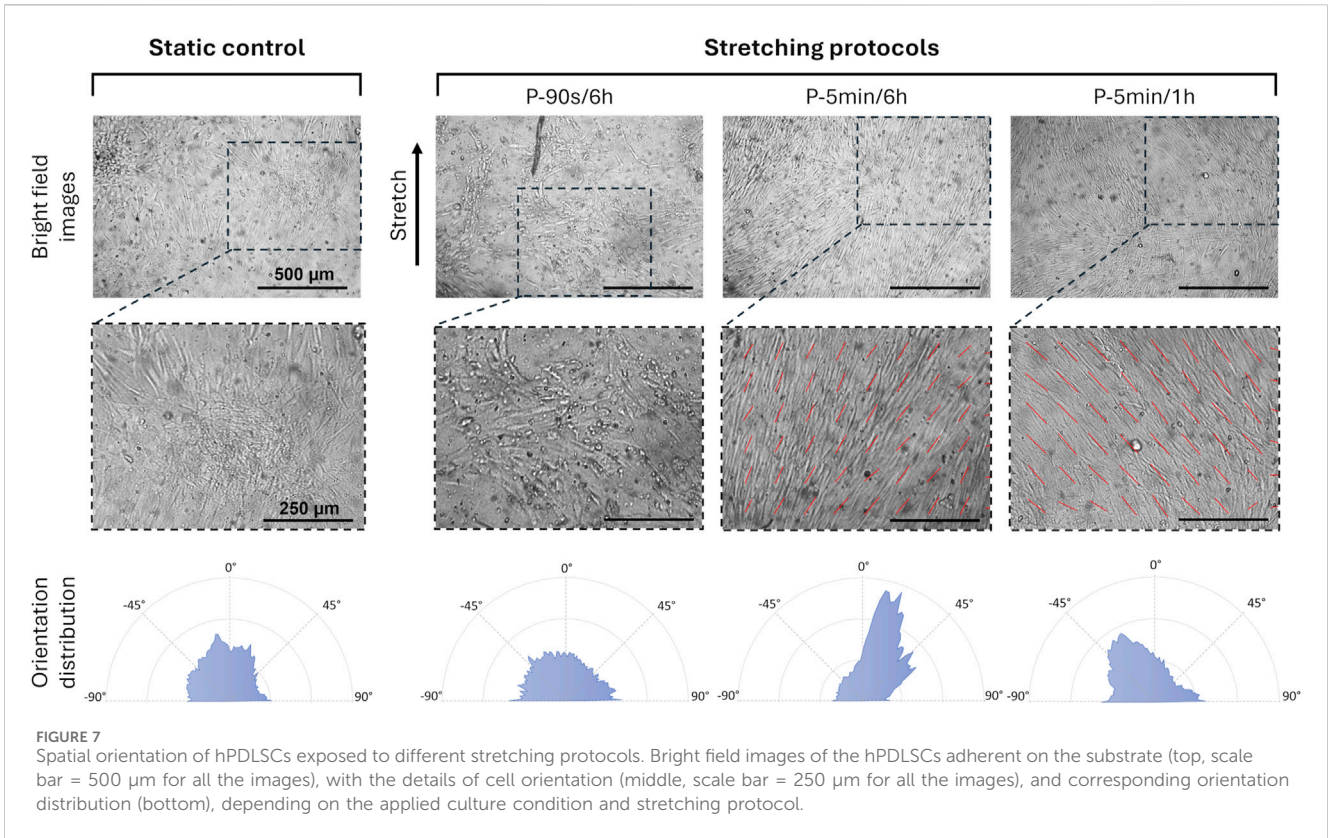 Static control
Stretching protocols
P-90s/6h
P-5min/6h
P-5min/1h
Bright field
images
Stretch
500 µm
250 µm
Orientation
distribution
0°
-45°
45°
-90°
90°
0°
-45°
45°
-90°
90°
0°
-45°
45°
-90°
90°
0°
-45°
45°
-90°
90°
FIGURE 7
Spatial orientation of hPDLSCs exposed to different stretching protocols. Bright field images of the hPDLSCs adherent on the substrate (top, scale
bar = 500 µm for all the images), with the details of cell orientation (middle, scale bar = 250 µm for all the images), and corresponding orientation
distribution (bottom), depending on the applied culture condition and stretching protocol.